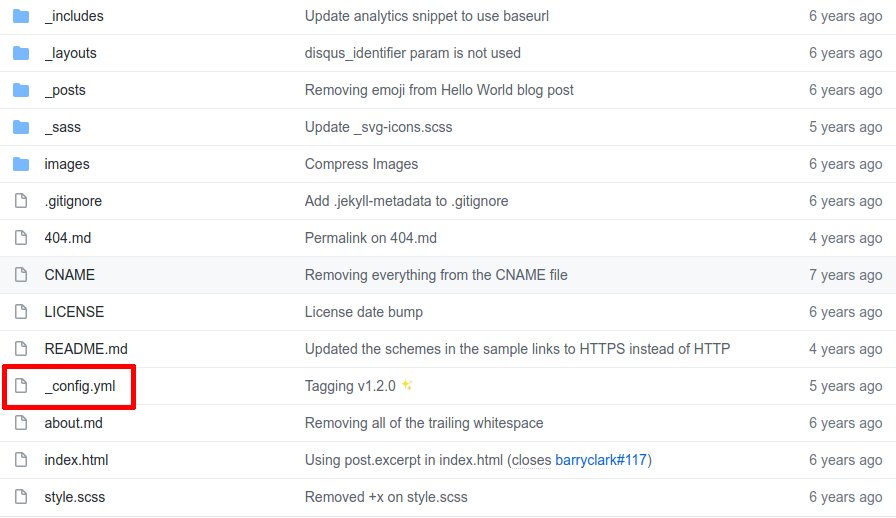 _includes Update analytics snippet to use baseurl 6 years ago
_layouts disqus_identifier param is not used 6 years ago
_posts Removing emoji from Hello World blog post 6 years ago
_sass Update _svg-icons.scss 5 years ago
images Compress Images 6 years ago
.gitignore Add .jekyll-metadata to .gitignore 6 years ago
404.md Permalink on 404.md 4 years ago
CNAME Removing everything from the CNAME file 7 years ago
LICENSE License date bump 6 years ago
README.md Updated the schemes in the sample links to HTTPS instead of HTTP 4 years ago
_config.yml Tagging v1.2.0 ✨ 5 years ago
about.md Removing all of the trailing whitespace 6 years ago
index.html Using post.excerpt in index.html (closes barryclark#117) 6 years ago
style.scss Removed +x on style.scss 6 years ago